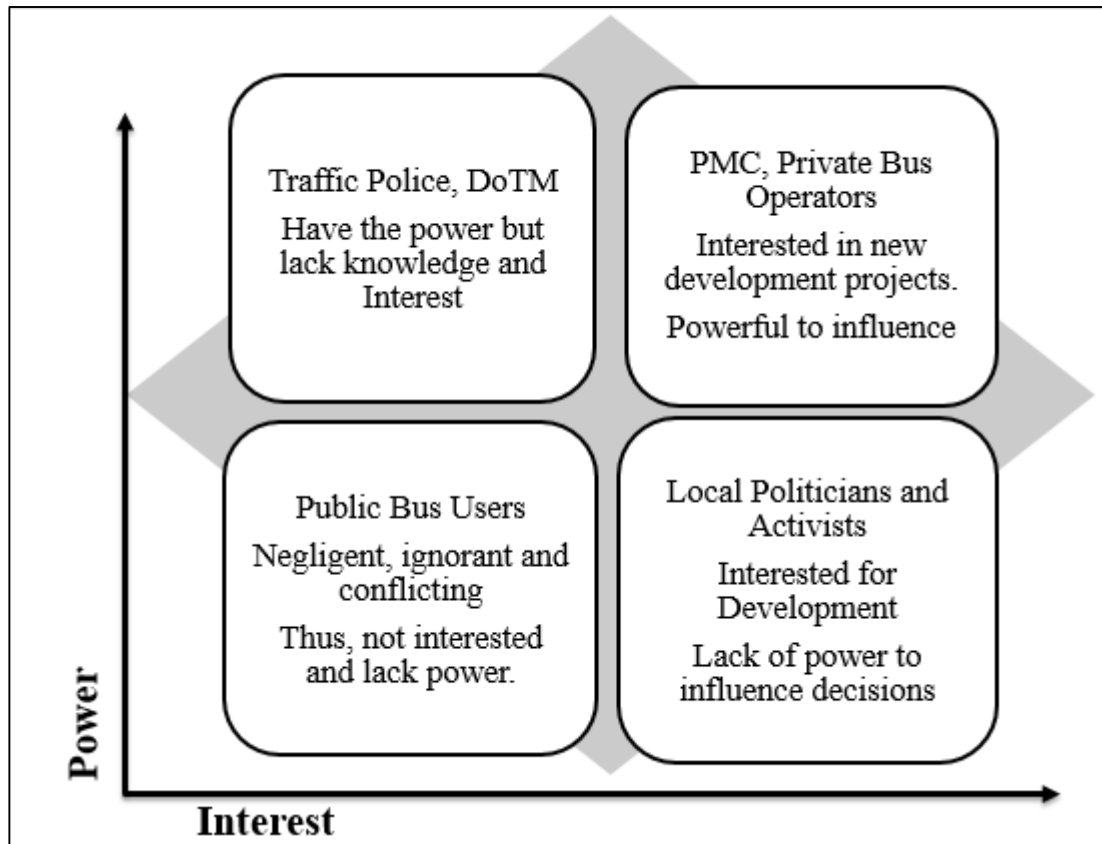 Traffic Police, DoTM
Have the power but
lack knowledge and
Interest
PMC, Private Bus
Operators
Interested in new
development projects.
Powerful to influence
Public Bus Users
Negligent, ignorant and
conflicting
Thus, not interested
and lack power.
Local Politicians and
Activists
Interested for
Development
Lack of power to
influence decisions
Power
Interest